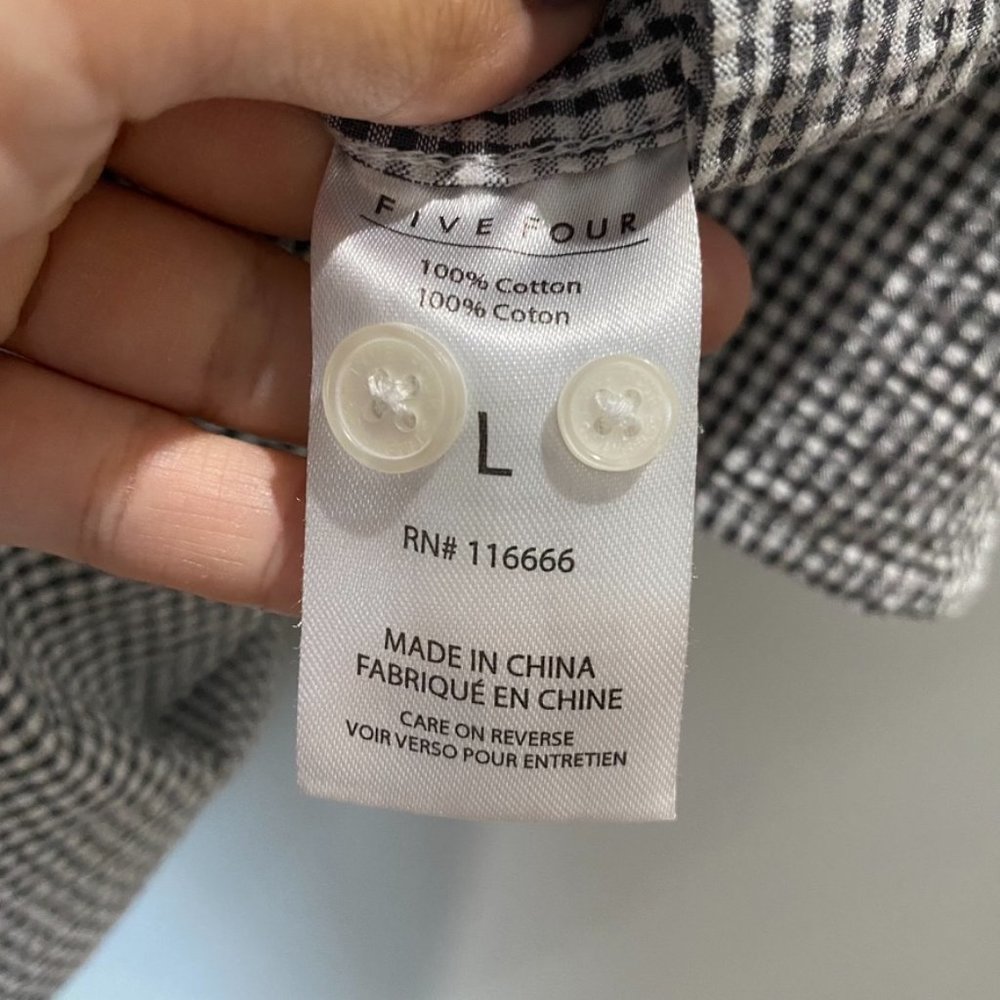 FIVE FOUR
100% Cotton
100% Coton
L
RN# 116666
MADE IN CHINA
FABRIQUÉ EN CHINE
CARE ON REVERSE
VOIR VERSO POUR ENTRETIEN